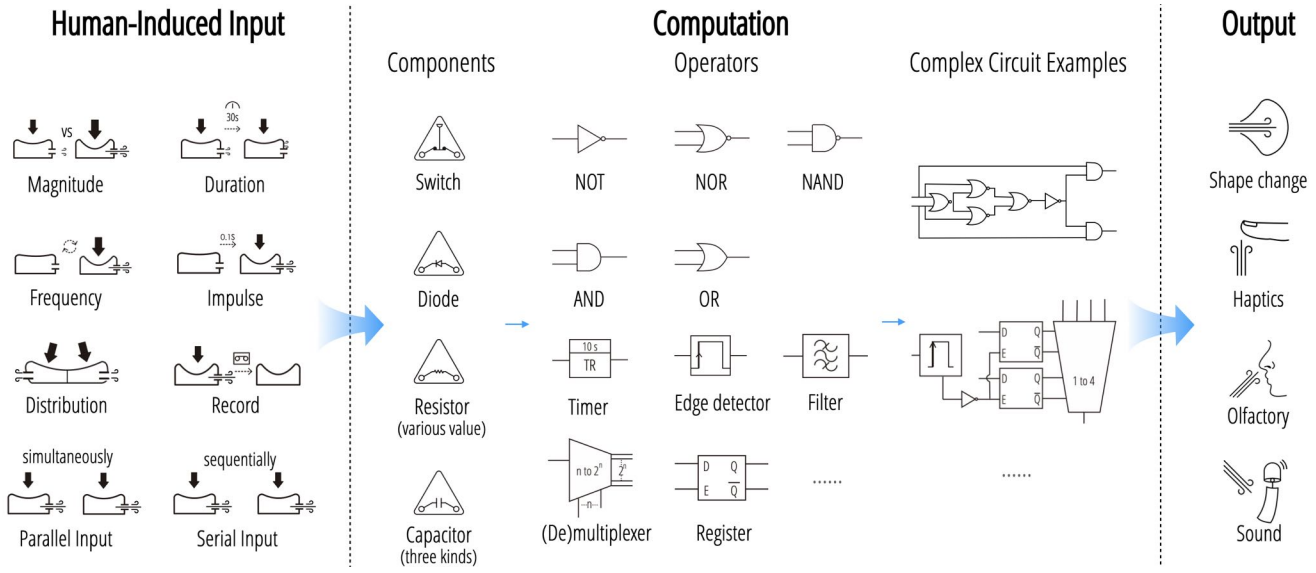 Human-Induced Input
Computation
Output
Components
Operators
Complex Circuit Examples
vs
30s
Magnitude
Duration
Switch
NOT
NOR
NAND
Shape change
0.1S
Frequency
Impulse
Diode
AND
OR
Haptics
Distribution
Record
Resistor
(various value)
10 s
TR
Timer
Edge detector
Filter
D Q
E Q̅
D Q
E Q̅
1 to 4
Olfactory
simultaneously
sequentially
Parallel Input
Serial Input
Capacitor
(three kinds)
n to 2ⁿ
2ⁿ
n
(De)multiplexer
D Q
E Q̅
Register
......
......
Sound